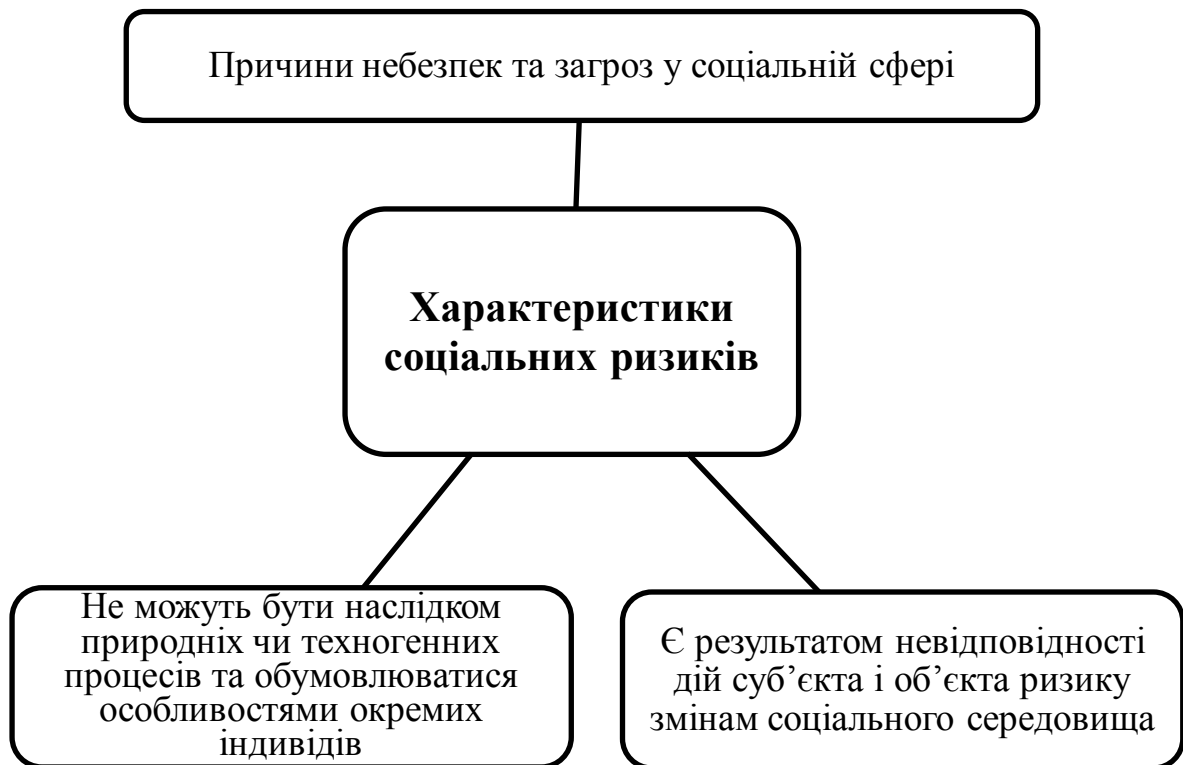 Причини небезпек та загроз у соціальній сфері
Характеристики
соціальних ризиків
Не можуть бути наслідком
природніх чи техногенних
процесів та обумовлюватися
особливостями окремих
індивідів
Є результатом невідповідності
дій суб’єкта і об’єкта ризику
змінам соціального середовища